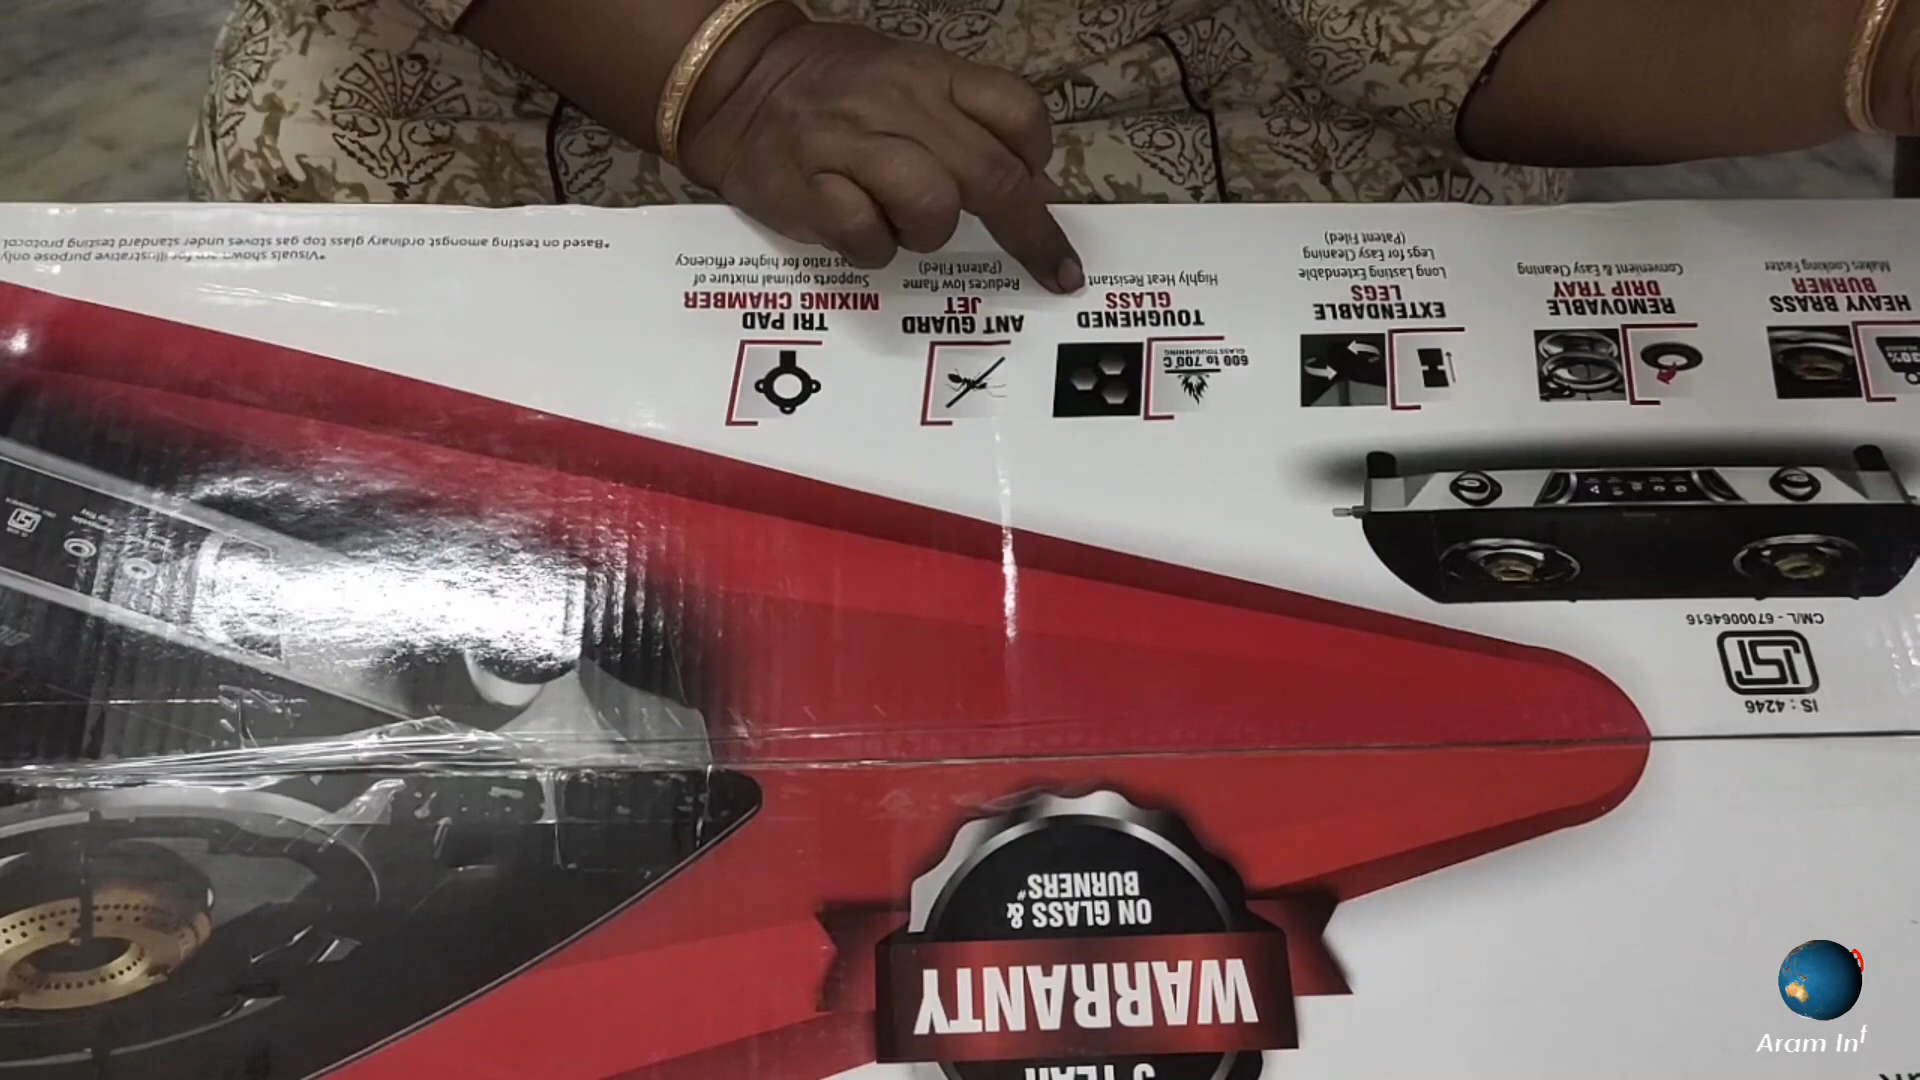 HEAVY BRASS
BURNER
Makes Cooking Faster
REMOVABLE
DRIP TRAY
Convenient & Easy Cleaning
EXTENDABLE
LEGS
Long Lasting Extendable
Legs for Easy Cleaning
(Patent Filed)
600 to 700°C
GLASS TOUGHENING
TOUGHENED
GLASS
Highly Heat Resistant
ANT GUARD
JET
Reduces low flame
(Patent Filed)
TRI PAD
MIXING CHAMBER
Supports optimal mixture of
gas ratio for higher efficiency
*Visuals shown are for illustrative purpose only
*Based on testing amongst ordinary glass top gas stoves under standard testing protocol
IS : 4246
ISI
CM/L - 6700064616
YEAR
WARRANTY
ON GLASS &
BURNERS#
Aram Inf